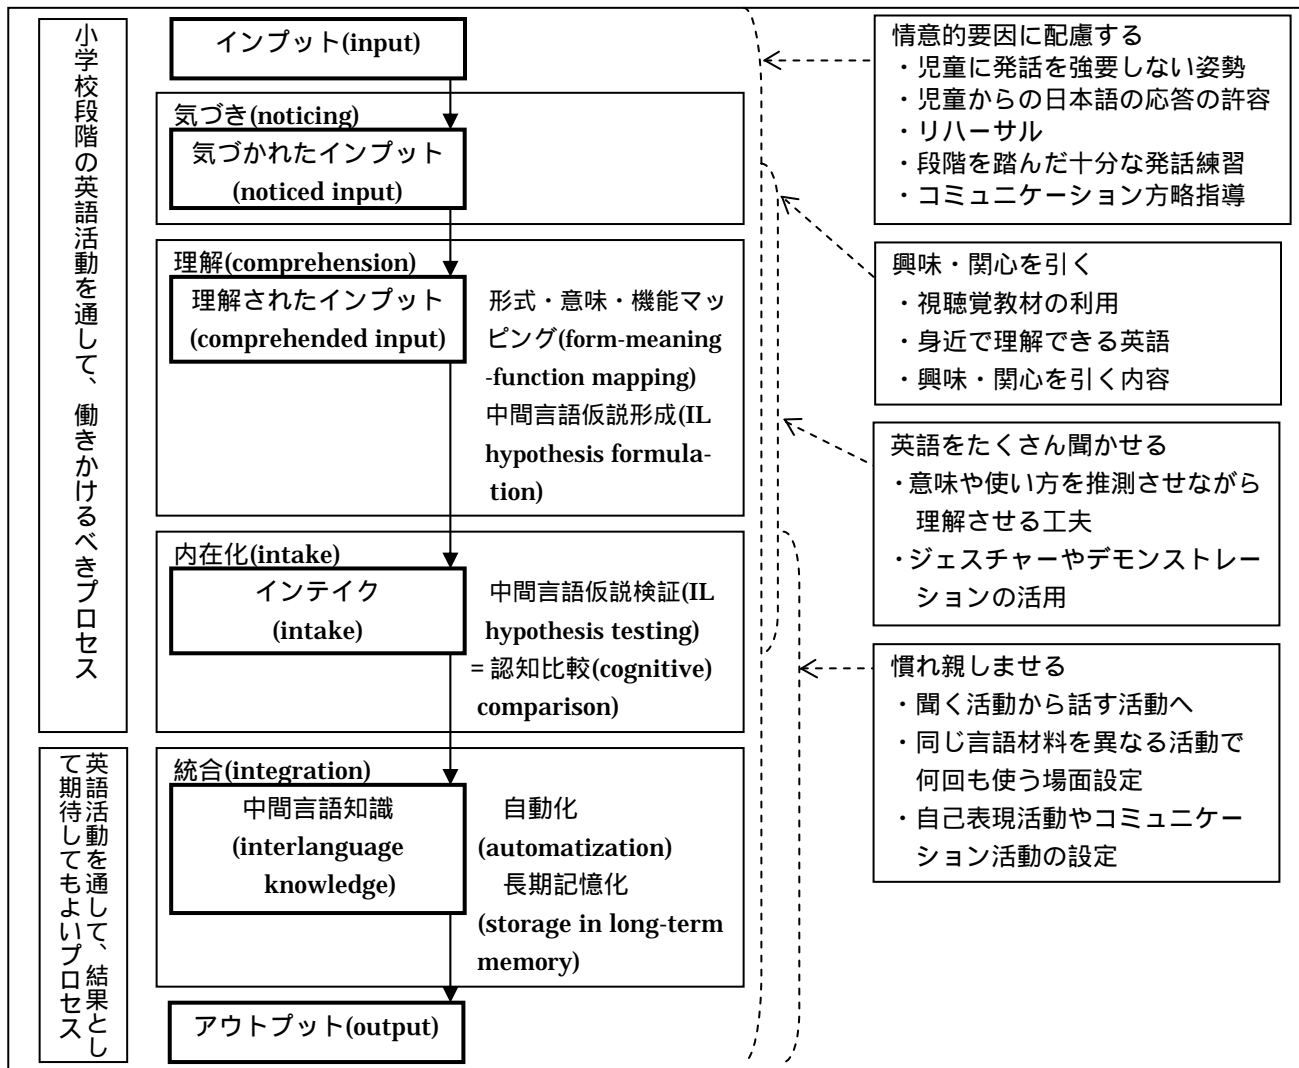 小学校段階の英語活動を通して、働きかけるべきプロセス
英語活動を通して、結果とし
て期待してもよいプロセス
インプット(input)
気づき(noticing)
気づかれたインプット
(noticed input)
理解(comprehension)
理解されたインプット
(comprehended input)
形式・意味・機能マッ
ピング(form-meaning
-function mapping)
中間言語仮説形成(IL
hypothesis formula-
tion)
内在化(intake)
インテイク
(intake)
中間言語仮説検証(IL
hypothesis testing)
= 認知比較(cognitive)
comparison)
統合(integration)
中間言語知識
(interlanguage
knowledge)
自動化
(automatization)
長期記憶化
(storage in long-term
memory)
アウトプット(output)
情意的要因に配慮する
・児童に発話を強要しない姿勢
・児童からの日本語の応答の許容
・リハーサル
・段階を踏んだ十分な発話練習
・コミュニケーション方略指導
興味・関心を引く
・視聴覚教材の利用
・身近で理解できる英語
・興味・関心を引く内容
英語をたくさん聞かせる
・意味や使い方を推測させながら
理解させる工夫
・ジェスチャーやデモンストレー
ションの活用
慣れ親しませる
・聞く活動から話す活動へ
・同じ言語材料を異なる活動で
何回も使う場面設定
・自己表現活動やコミュニケー
ション活動の設定